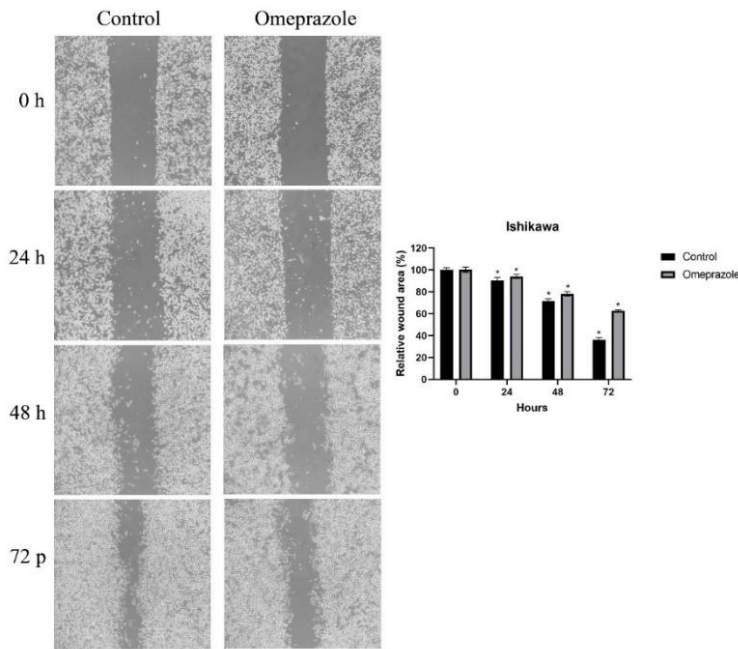 Control Omeprazole
0 h
24 h
48 h
72 p
Ishikawa
Control
Omeprazole
Relative wound area (%)
120
100
80
60
40
20
0
* *
* *
* *
0 24 48 72
Hours